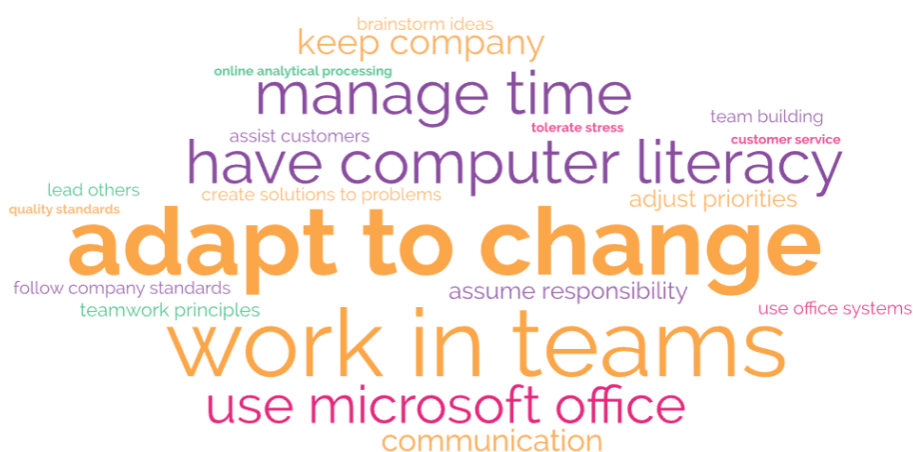 brainstorm ideas
keep company
online analytical processing
manage time
team building
tolerate stress
assist customers
customer service
have computer literacy
lead others
create solutions to problems
adjust priorities
quality standards
adapt to change
follow company standards
assume responsibility
teamwork principles
use office systems
work in teams
use microsoft office
communication